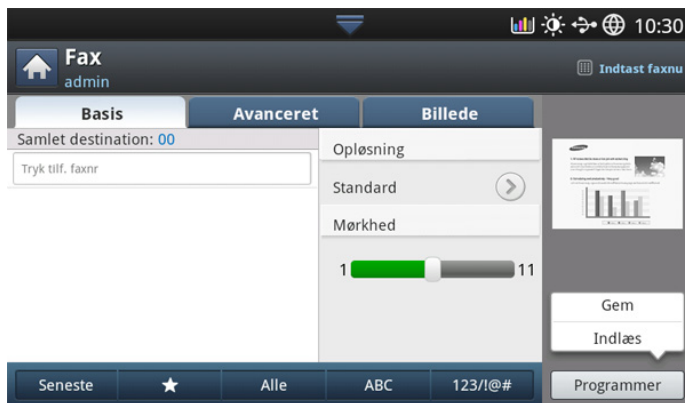 10:30
Fax
admin
Indtast faxnu
Basis
Avanceret
Billede
Samlet destination: 00
Tryk tilf. faxnr
Opløsning
Standard
Mørkhed
1
11
Gem
Indlæs
Seneste
Alle
ABC
123/!@#
Programmer